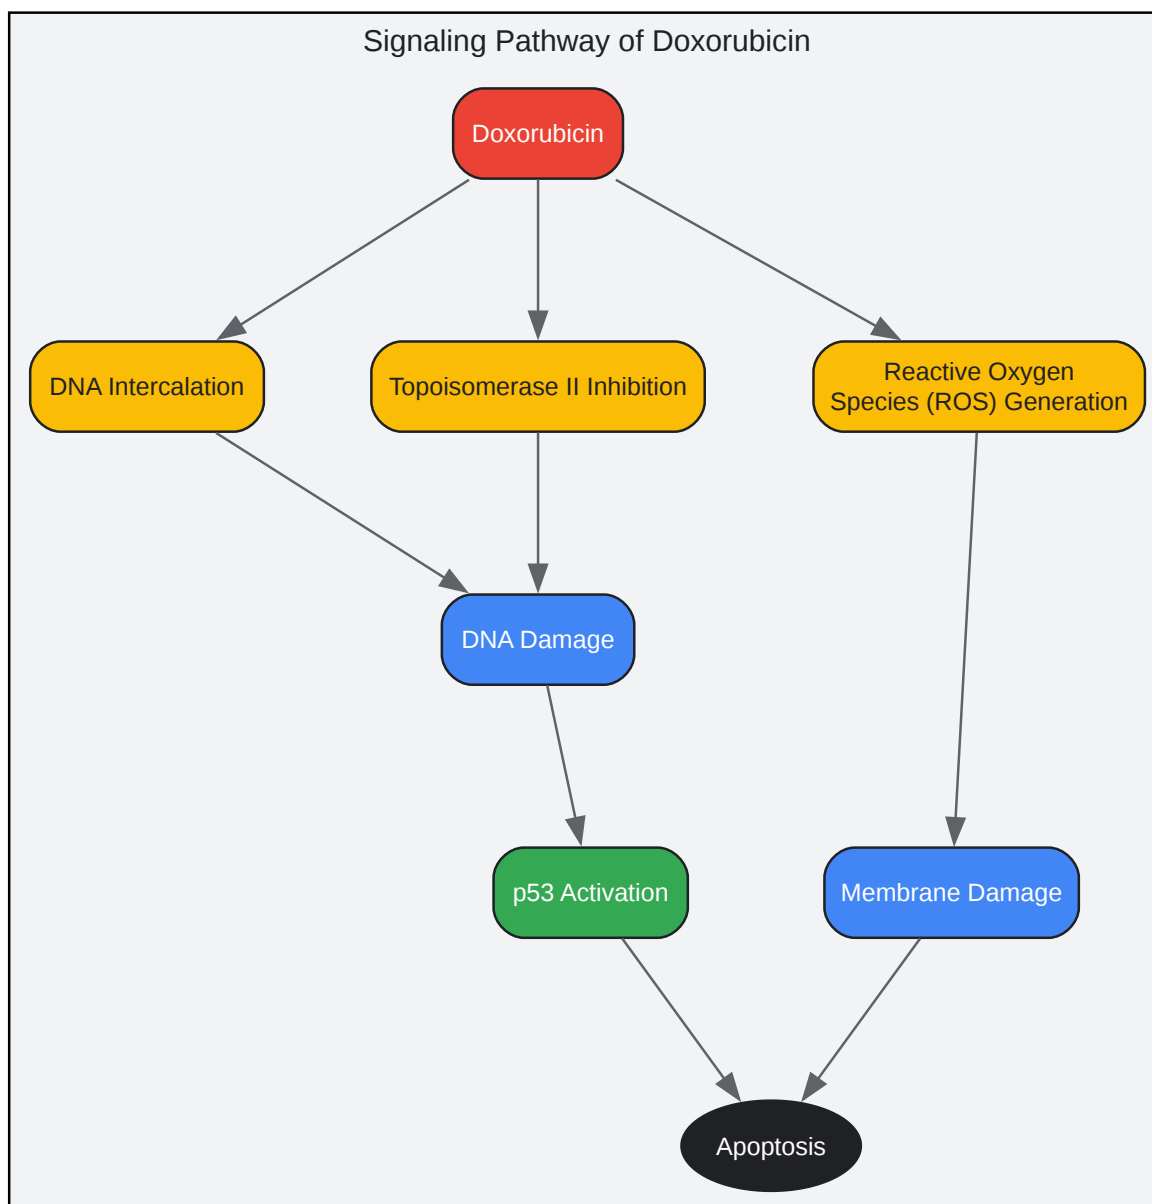 Signaling Pathway of Doxorubicin
Doxorubicin
DNA Intercalation
Topoisomerase II Inhibition
Reactive Oxygen
Species (ROS) Generation
DNA Damage
p53 Activation
Membrane Damage
Apoptosis